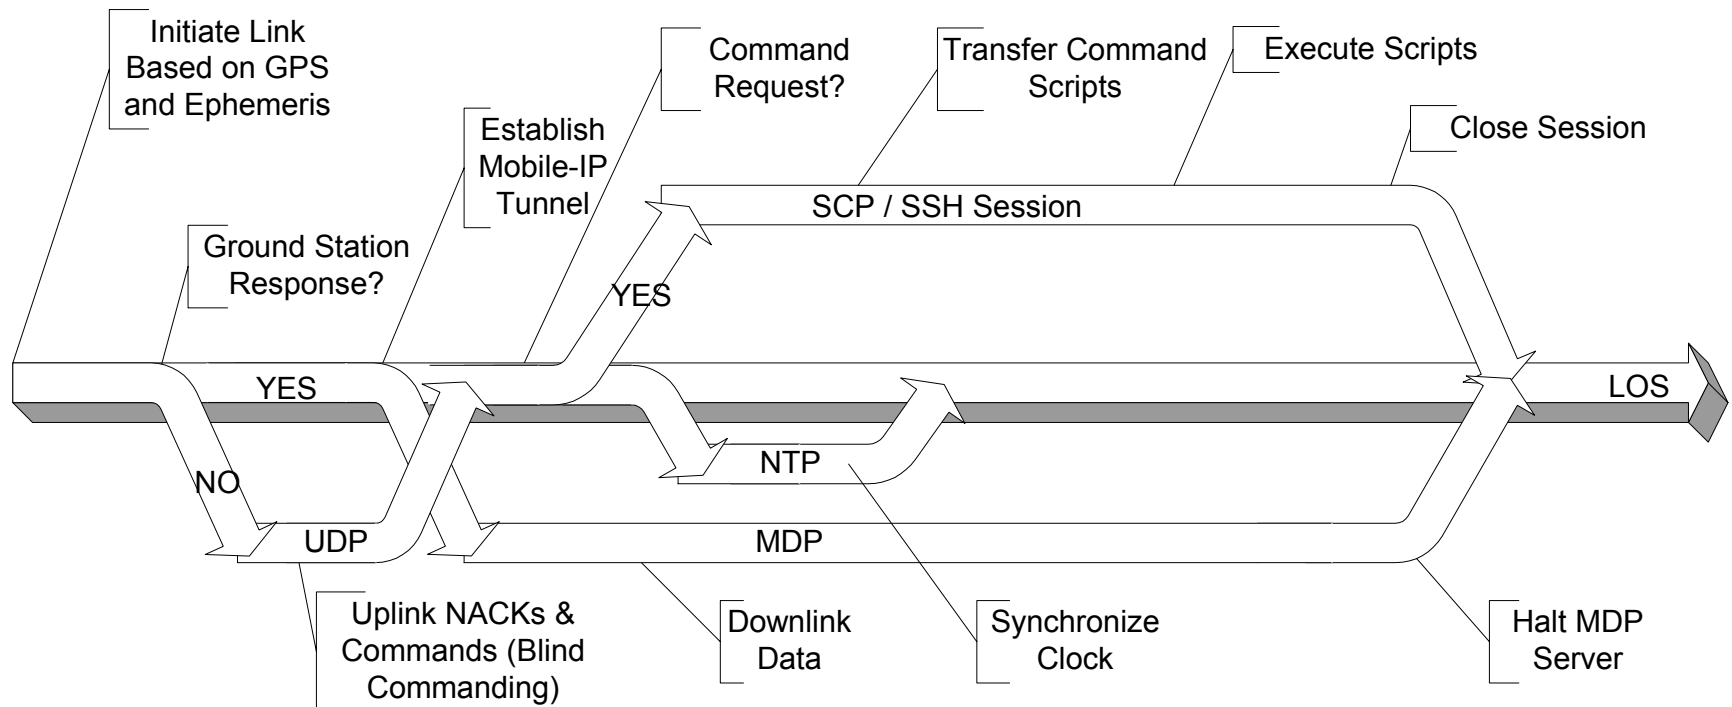 Initiate Link
Based on GPS
and Ephemeris
Ground Station
Response?
Establish
Mobile-IP
Tunnel
Command
Request?
Transfer Command
Scripts
Execute Scripts
Close Session
SCP / SSH Session
YES
YES
LOS
NO
NTP
UDP
MDP
Uplink NACKs &
Commands (Blind
Commanding)
Downlink
Data
Synchronize
Clock
Halt MDP
Server